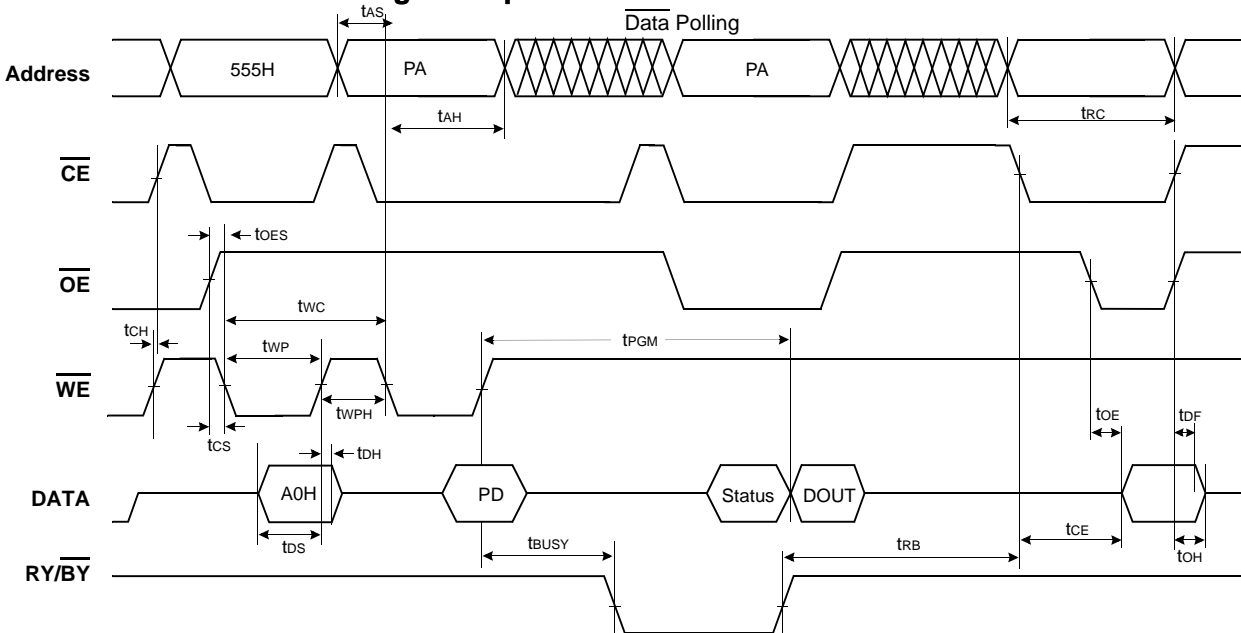 tAS
Data Polling
Address
555H
PA
PA
tAH
tRC
CE
tOES
OE
tWC
tCH
tWP
tPGM
WE
tWPH
tOE
tDF
tCS
tDH
DATA
A0H
PD
Status
DOUT
tDS
tBUSY
tRB
tCE
tOH
RY/BY